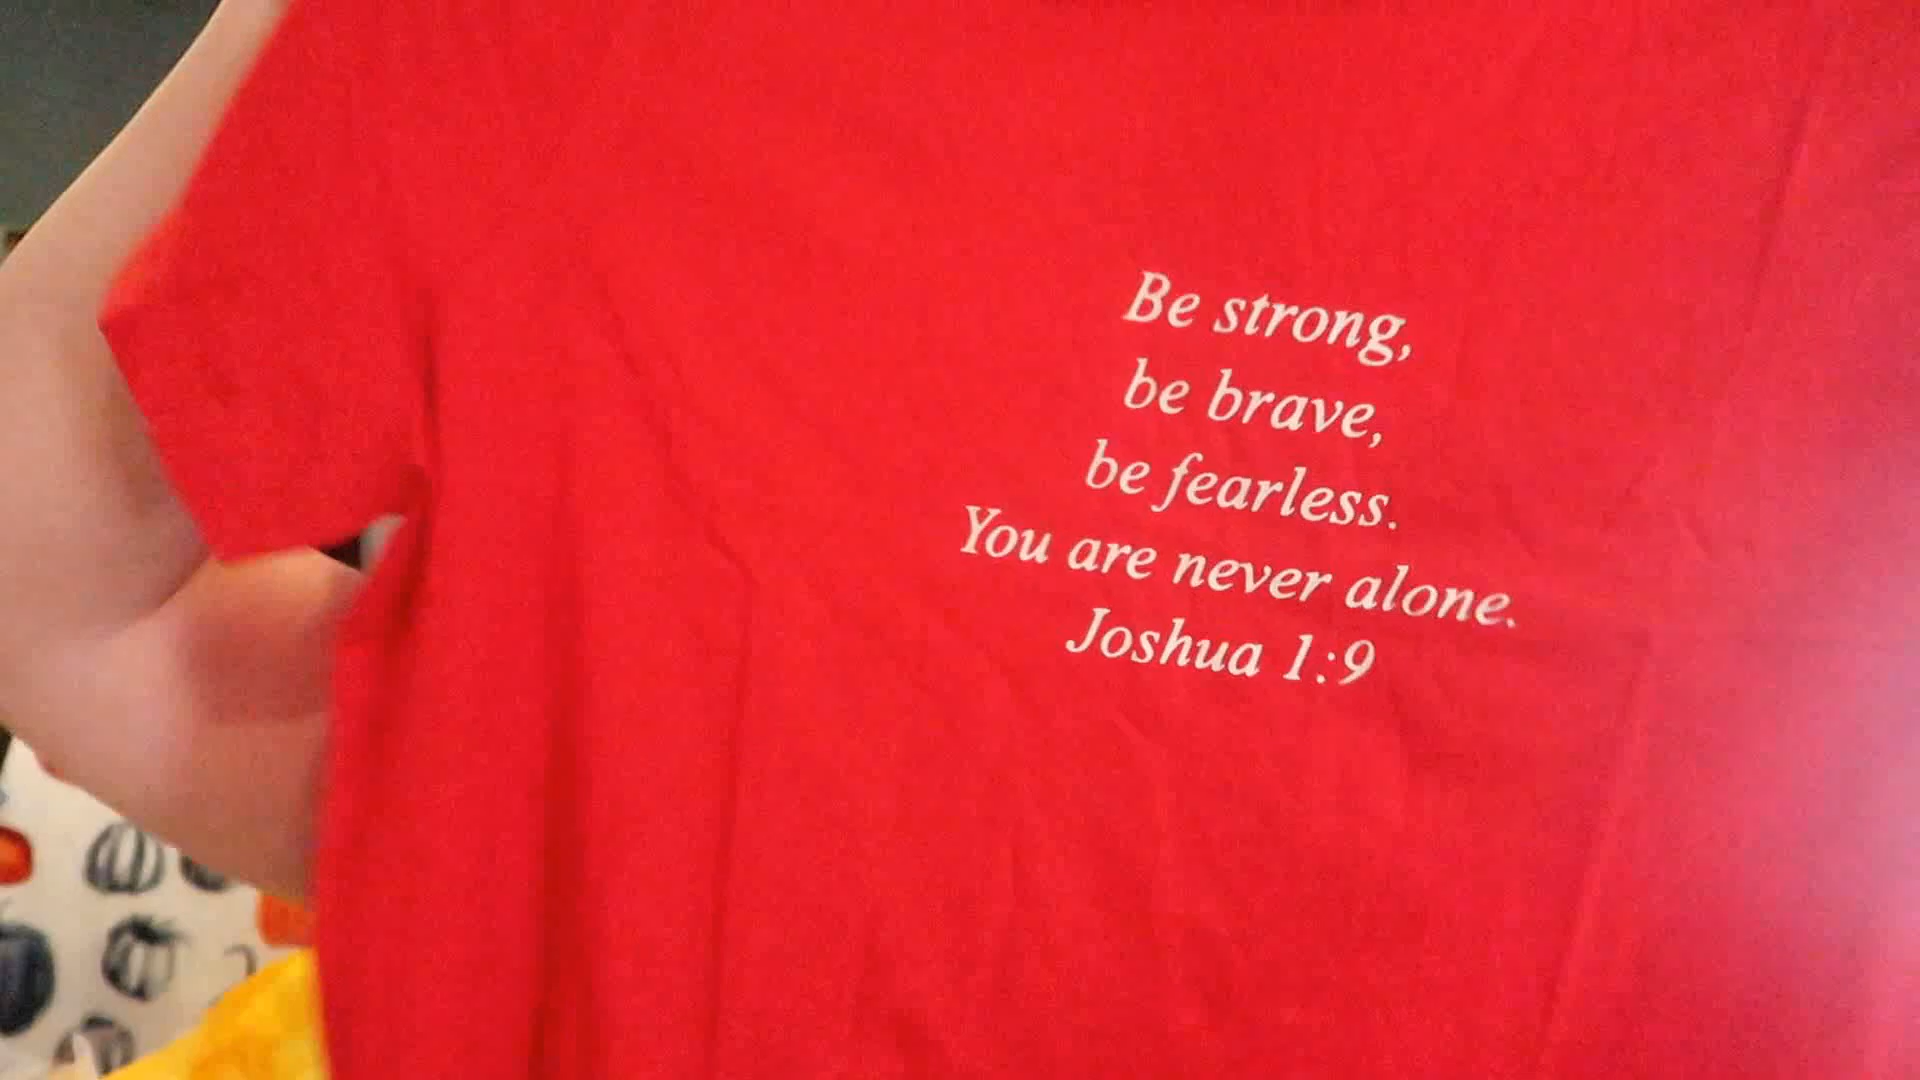 Be strong,
be brave,
be fearless.
You are never alone.
Joshua 1:9